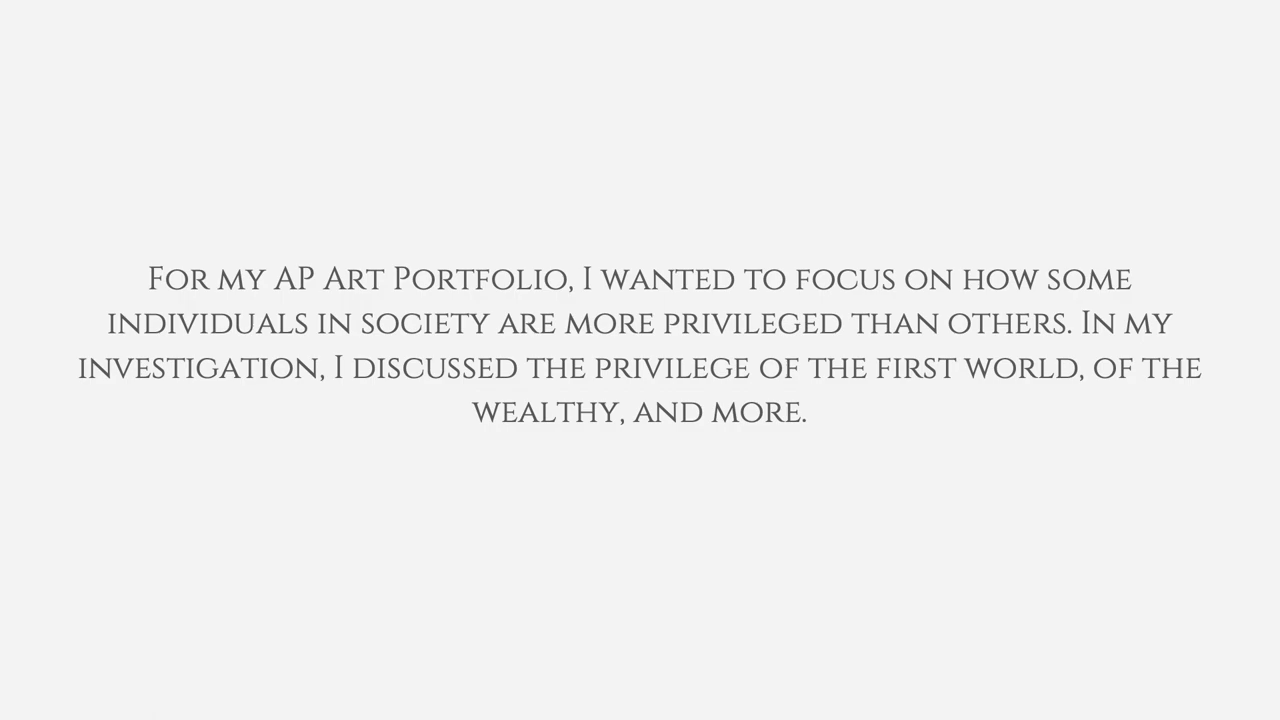 For my AP Art Portfolio, I wanted to focus on how some
individuals in society are more privileged than others. In my
investigation, I discussed the privilege of the first world, of the
wealthy, and more.